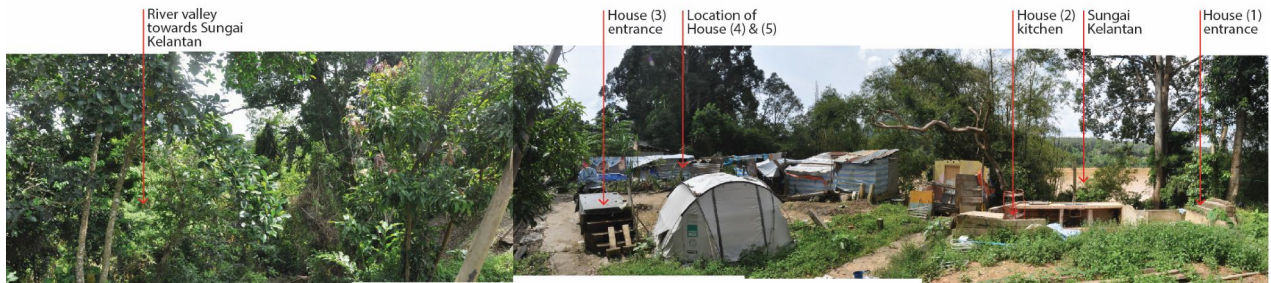 River valley
towards Sungai
Kelantan
House (3)
entrance
Location of
House (4) & (5)
House (2)
kitchen
Sungai
Kelantan
House (1)
entrance